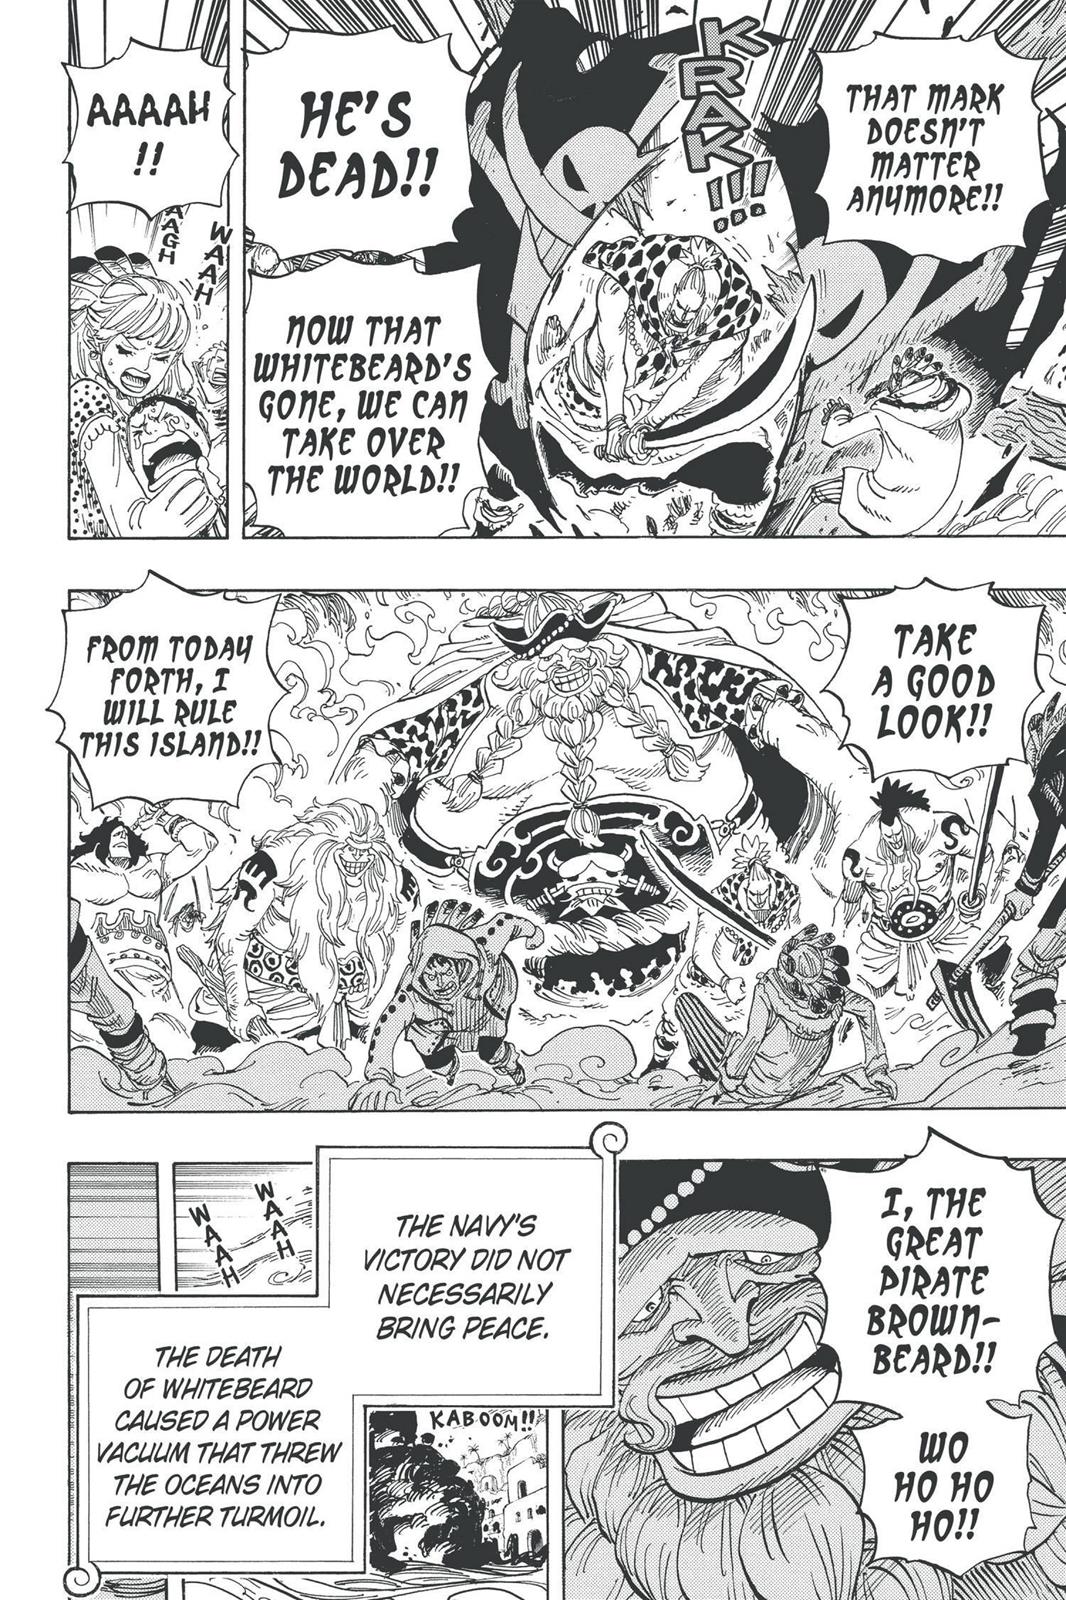 THAT MARK
DOESN'T
MATTER
ANYMORE!!
KRAK!!!
HE'S
DEAD!!
NOW THAT
WHITEBEARD'S
GONE, WE CAN
TAKE OVER
THE WORLD!!
AAAAH
!!
WAAH
TAKE
A GOOD
LOOK!!
FROM TODAY
FORTH, I
WILL RULE
THIS ISLAND!!
I, THE
GREAT
PIRATE
BROWN-
BEARD!!
WO
HO HO
HO!!
THE NAVY'S
VICTORY DID NOT
NECESSARILY
BRING PEACE.
WAAH
WAAH
THE DEATH
OF WHITEBEARD
CAUSED A POWER
VACUUM THAT THREW
THE OCEANS INTO
FURTHER TURMOIL.
KABOOM!!